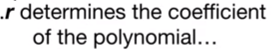 .r determines the coefficient
of the polynomial...